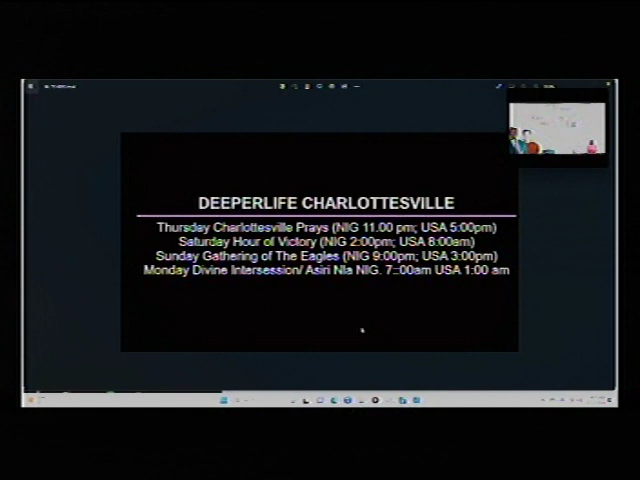 DEEPERLIFE CHARLOTTESVILLE
Thursday Charlottesville Prays (NIG 11.00 pm; USA 5:00pm)
Saturday Hour of Victory (NIG 2:00pm; USA 8:00am)
Sunday Gathering of The Eagles (NIG 9:00pm; USA 3:00pm)
Monday Divine Intersession/ Asiri Nla NIG. 7::00am USA 1:00 am